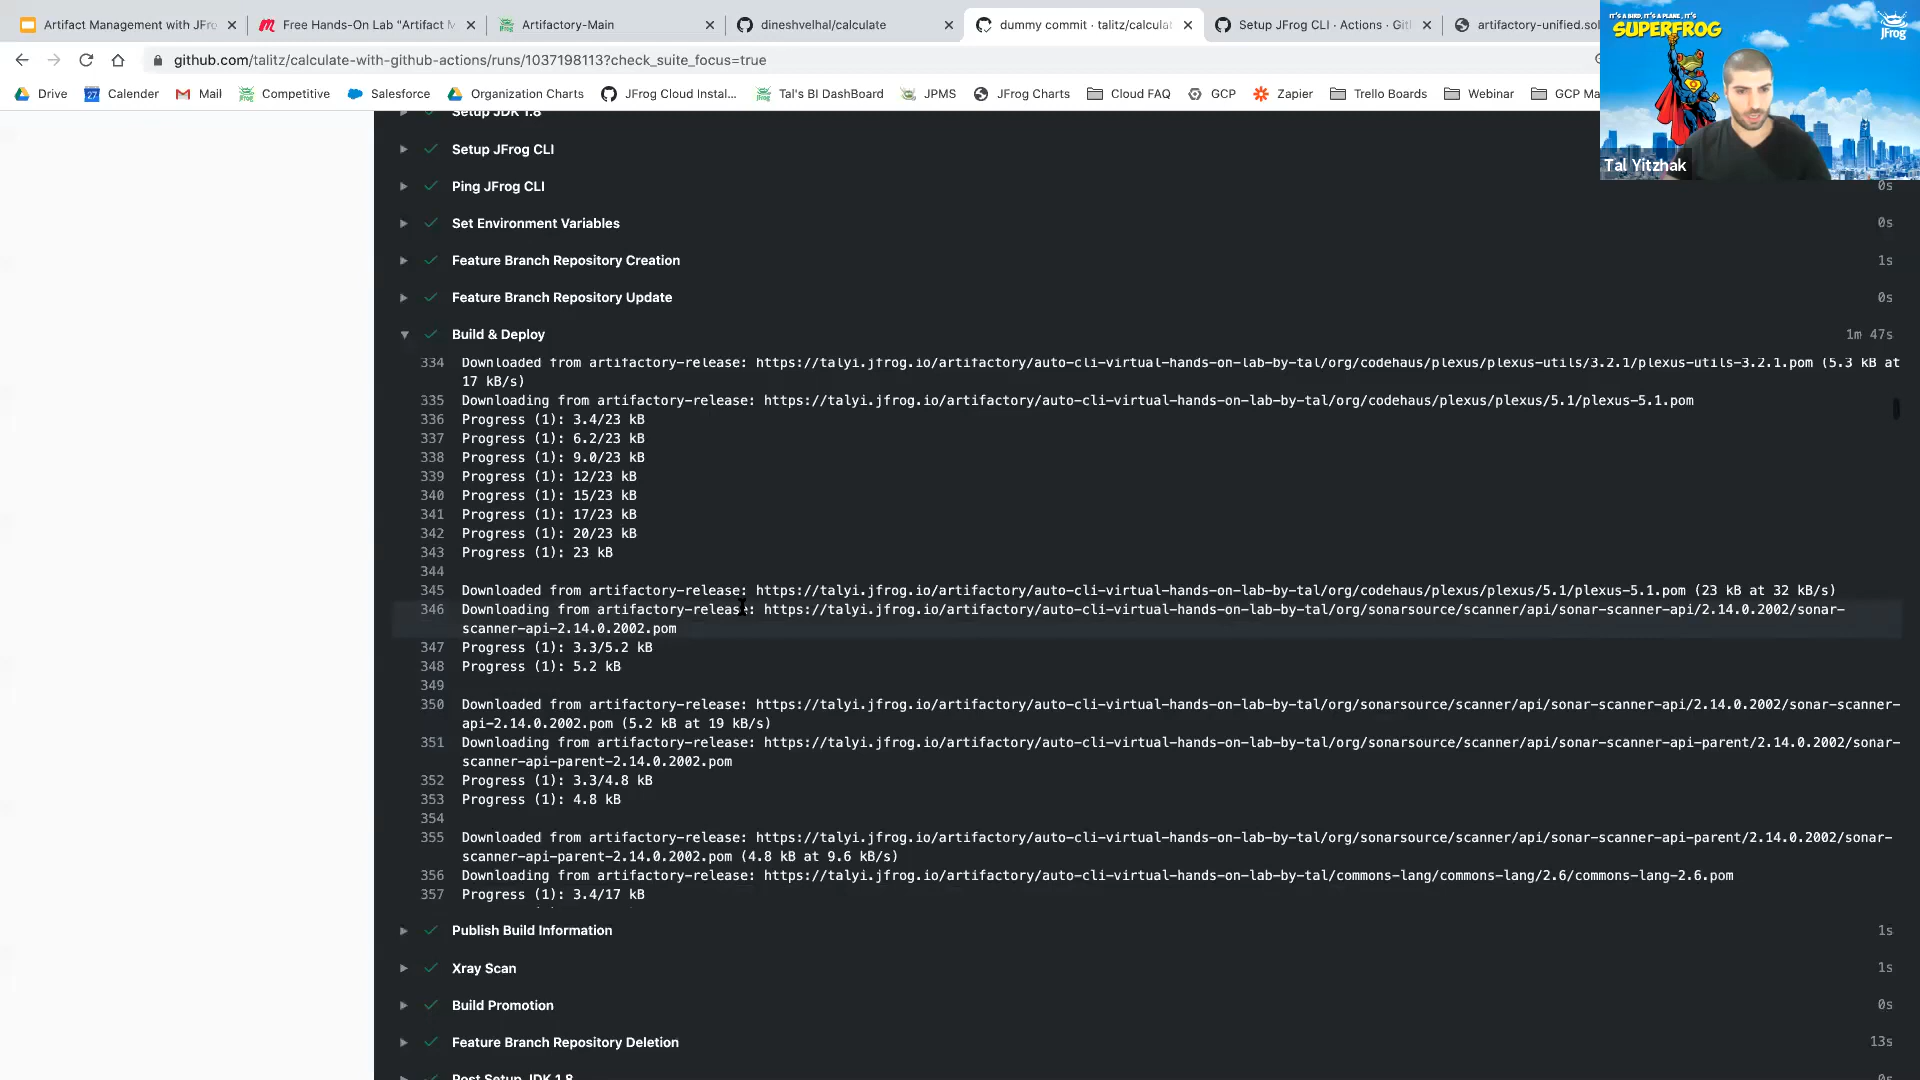 Artifact Management with JFro
Free Hands-On Lab "Artifact M
Artifactory-Main
dineshvelhal/calculate
dummy commit · talitz/calculat
Setup JFrog CLI · Actions · Git
artifactory-unified.sol
github.com/talitz/calculate-with-github-actions/runs/1037198113?check_suite_focus=true
Drive
27 Calender
Mail
Competitive
Salesforce
Organization Charts
JFrog Cloud Instal...
Tal's BI DashBoard
JPMS
JFrog Charts
Cloud FAQ
GCP
Zapier
Trello Boards
Webinar
GCP Ma
IT'S A BIRD, IT'S A PLANE, IT'S
SUPERFROG
JFrog
Tal Yitzhak
Setup JDK 1.8
Setup JFrog CLI
Ping JFrog CLI 0s
Set Environment Variables 0s
Feature Branch Repository Creation 1s
Feature Branch Repository Update 0s
Build & Deploy 1m 47s
334 Downloaded from artifactory-release: https://talyi.jfrog.io/artifactory/auto-cli-virtual-hands-on-lab-by-tal/org/codehaus/plexus/plexus-utils/3.2.1/plexus-utils-3.2.1.pom (5.3 kB at
17 kB/s)
335 Downloading from artifactory-release: https://talyi.jfrog.io/artifactory/auto-cli-virtual-hands-on-lab-by-tal/org/codehaus/plexus/plexus/5.1/plexus-5.1.pom
336 Progress (1): 3.4/23 kB
337 Progress (1): 6.2/23 kB
338 Progress (1): 9.0/23 kB
339 Progress (1): 12/23 kB
340 Progress (1): 15/23 kB
341 Progress (1): 17/23 kB
342 Progress (1): 20/23 kB
343 Progress (1): 23 kB
344
345 Downloaded from artifactory-release: https://talyi.jfrog.io/artifactory/auto-cli-virtual-hands-on-lab-by-tal/org/codehaus/plexus/plexus/5.1/plexus-5.1.pom (23 kB at 32 kB/s)
346 Downloading from artifactory-release: https://talyi.jfrog.io/artifactory/auto-cli-virtual-hands-on-lab-by-tal/org/sonarsource/scanner/api/sonar-scanner-api/2.14.0.2002/sonar-
scanner-api-2.14.0.2002.pom
347 Progress (1): 3.3/5.2 kB
348 Progress (1): 5.2 kB
349
350 Downloaded from artifactory-release: https://talyi.jfrog.io/artifactory/auto-cli-virtual-hands-on-lab-by-tal/org/sonarsource/scanner/api/sonar-scanner-api/2.14.0.2002/sonar-scanner-
api-2.14.0.2002.pom (5.2 kB at 19 kB/s)
351 Downloading from artifactory-release: https://talyi.jfrog.io/artifactory/auto-cli-virtual-hands-on-lab-by-tal/org/sonarsource/scanner/api/sonar-scanner-api-parent/2.14.0.2002/sonar-
scanner-api-parent-2.14.0.2002.pom
352 Progress (1): 3.3/4.8 kB
353 Progress (1): 4.8 kB
354
355 Downloaded from artifactory-release: https://talyi.jfrog.io/artifactory/auto-cli-virtual-hands-on-lab-by-tal/org/sonarsource/scanner/api/sonar-scanner-api-parent/2.14.0.2002/sonar-
scanner-api-parent-2.14.0.2002.pom (4.8 kB at 9.6 kB/s)
356 Downloading from artifactory-release: https://talyi.jfrog.io/artifactory/auto-cli-virtual-hands-on-lab-by-tal/commons-lang/commons-lang/2.6/commons-lang-2.6.pom
357 Progress (1): 3.4/17 kB
Publish Build Information 1s
Xray Scan 1s
Build Promotion 0s
Feature Branch Repository Deletion 13s
Post Setup JDK 1.8 0s